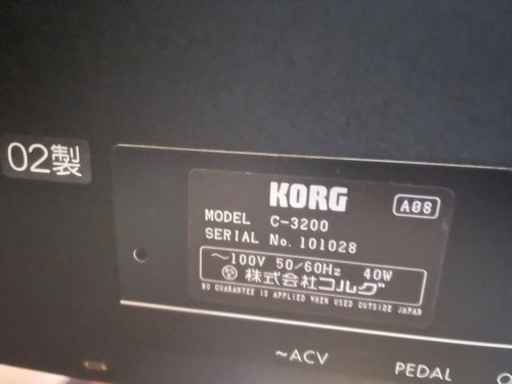 02製
KORG
A08
MODEL C-3200
SERIAL No. 101028
~100V 50/60Hz 40W
株式会社コルグ
NO GUARANTEE IS APPLIED WHEN USED OUTSIDE JAPAN
~ACV
PEDAL